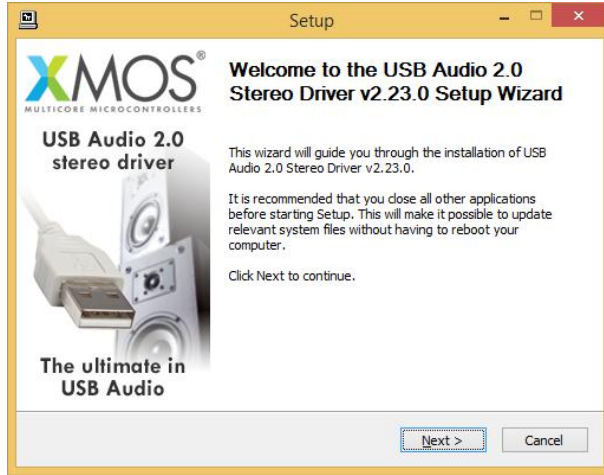 Setup
XMOS®
MULTICORE MICROCONTROLLERS
USB Audio 2.0
stereo driver
The ultimate in
USB Audio
Welcome to the USB Audio 2.0
Stereo Driver v2.23.0 Setup Wizard
This wizard will guide you through the installation of USB
Audio 2.0 Stereo Driver v2.23.0.
It is recommended that you close all other applications
before starting Setup. This will make it possible to update
relevant system files without having to reboot your
computer.
Click Next to continue.
Next >
Cancel